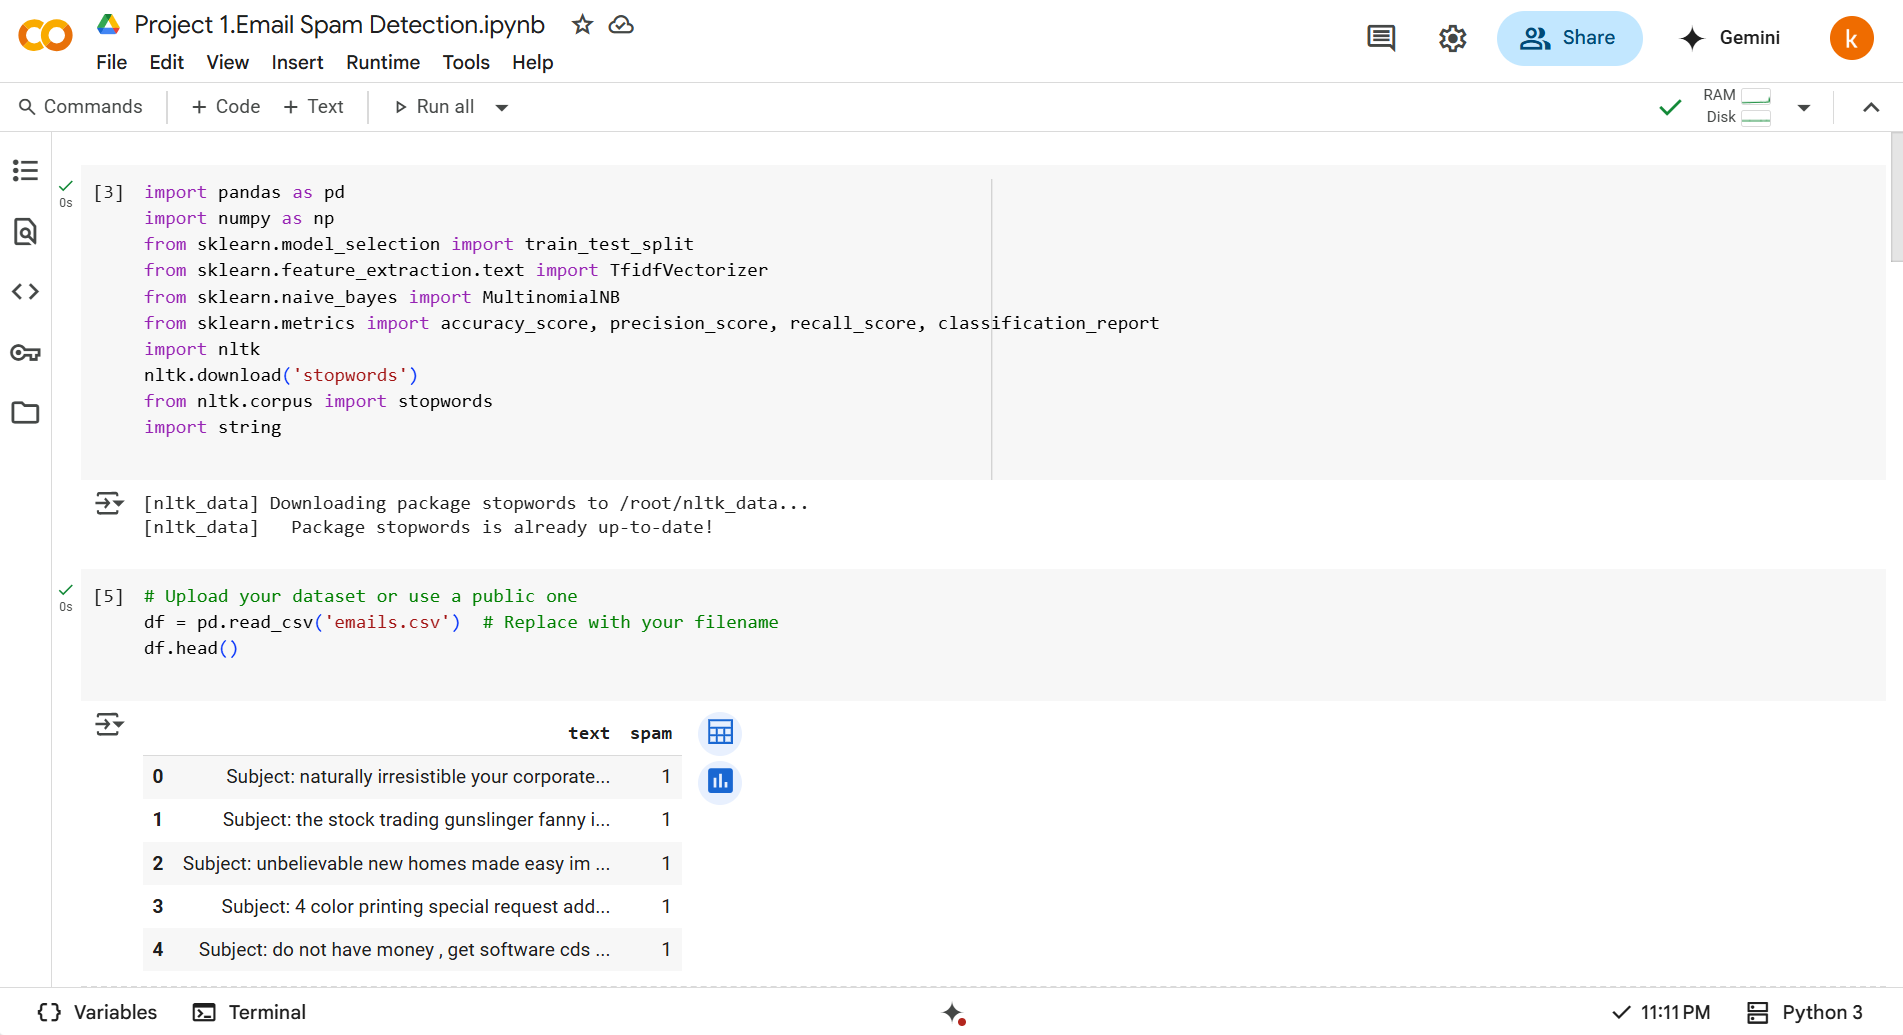 Project 1.Email Spam Detection.ipynb
File Edit View Insert Runtime Tools Help
Share
Gemini
k
Commands + Code + Text Run all
RAM
Disk
0s
[3] import pandas as pd
import numpy as np
from sklearn.model_selection import train_test_split
from sklearn.feature_extraction.text import TfidfVectorizer
from sklearn.naive_bayes import MultinomialNB
from sklearn.metrics import accuracy_score, precision_score, recall_score, classification_report
import nltk
nltk.download('stopwords')
from nltk.corpus import stopwords
import string
[nltk_data] Downloading package stopwords to /root/nltk_data...
[nltk_data]   Package stopwords is already up-to-date!
0s
[5] # Upload your dataset or use a public one
df = pd.read_csv('emails.csv')  # Replace with your filename
df.head()
text spam
0 Subject: naturally irresistible your corporate... 1
1 Subject: the stock trading gunslinger fanny i... 1
2 Subject: unbelievable new homes made easy im ... 1
3 Subject: 4 color printing special request add... 1
4 Subject: do not have money , get software cds ... 1
{} Variables Terminal 11:11 PM Python 3